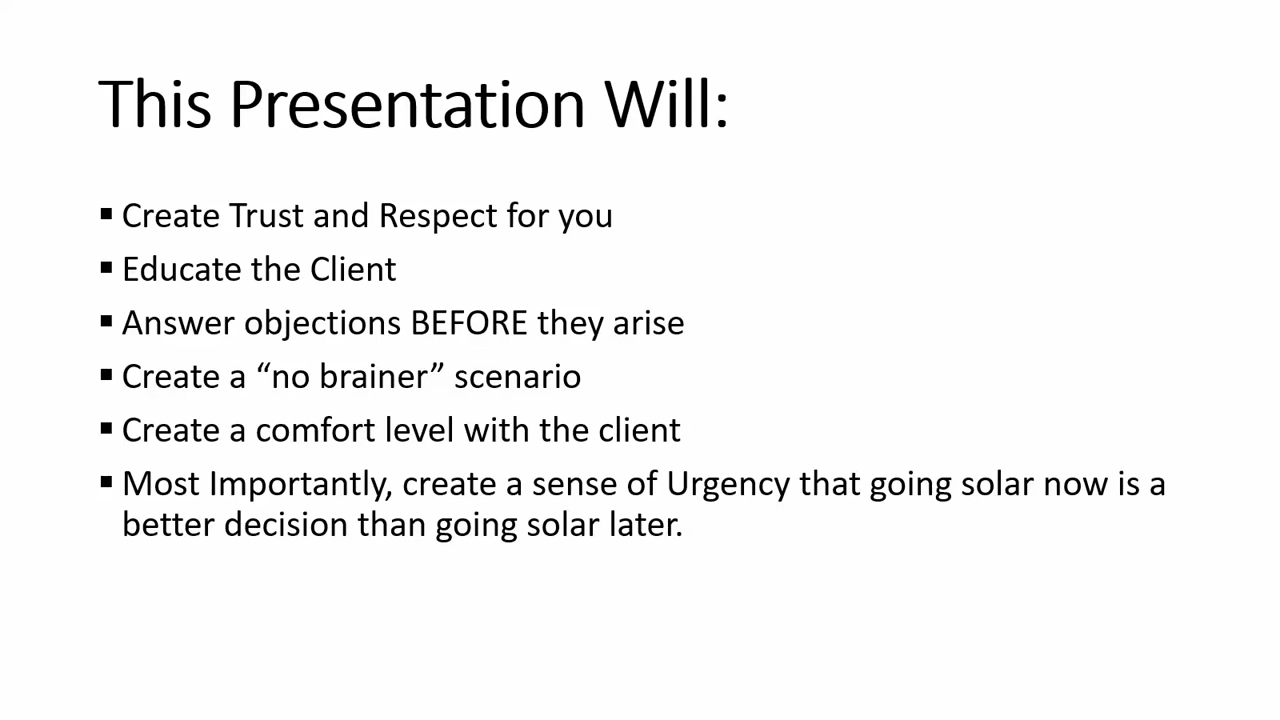 This Presentation Will:
▪ Create Trust and Respect for you
▪ Educate the Client
▪ Answer objections BEFORE they arise
▪ Create a “no brainer” scenario
▪ Create a comfort level with the client
▪ Most Importantly, create a sense of Urgency that going solar now is a
better decision than going solar later.